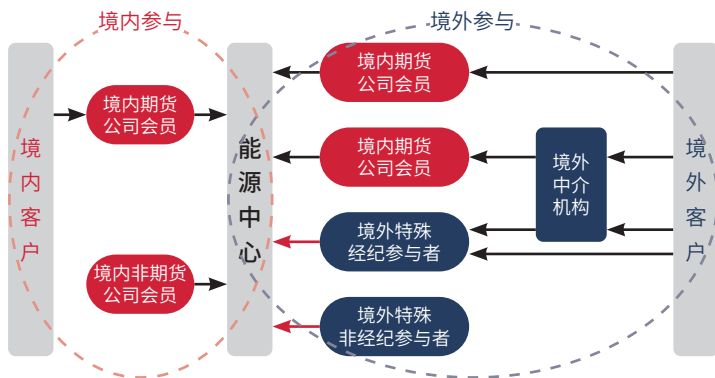 境内参与
境外参与
境内客户
境内期货
公司会员
境内非期货
公司会员
能源中心
境内期货
公司会员
境内期货
公司会员
境外特殊
经纪参与者
境外特殊
非经纪参与者
境外
中介
机构
境外客户